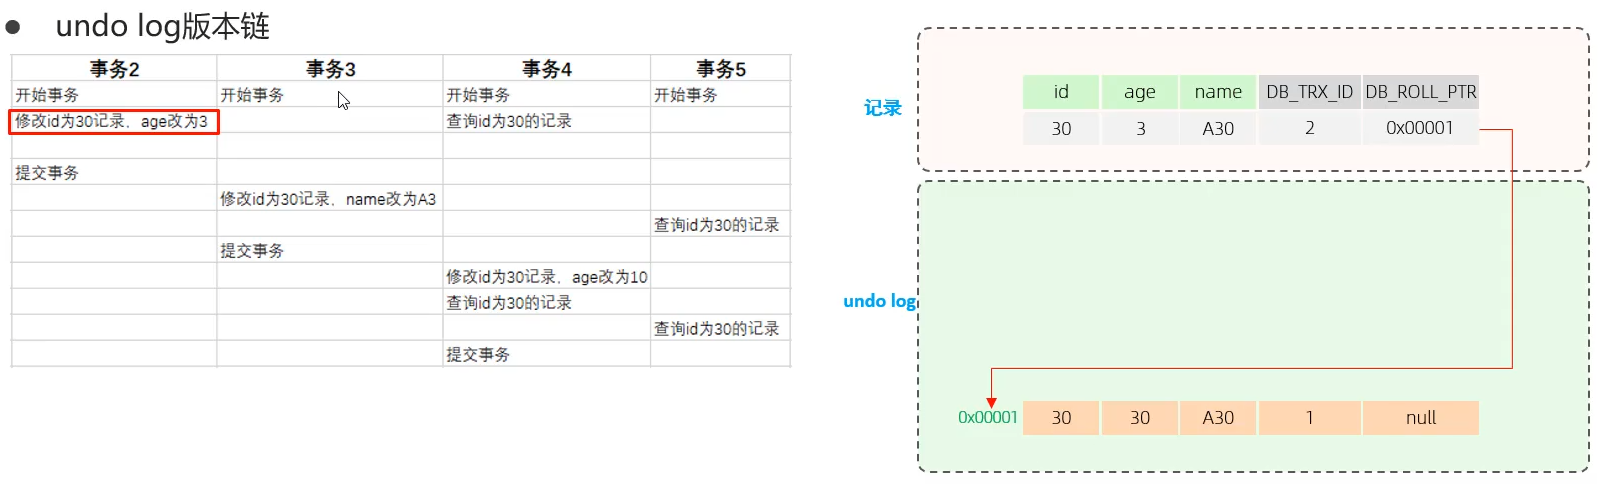 ● undo log版本链
事务2 事务3 事务4 事务5
开始事务 开始事务 开始事务 开始事务
修改id为30记录、age改为3 查询id为30的记录
提交事务
修改id为30记录、name改为A3
查询id为30的记录
提交事务
修改id为30记录、age改为10
查询id为30的记录
查询id为30的记录
提交事务
记录
id age name DB_TRX_ID DB_ROLL_PTR
30 3 A30 2 0x00001
undo log
0x00001 30 30 A30 1 null